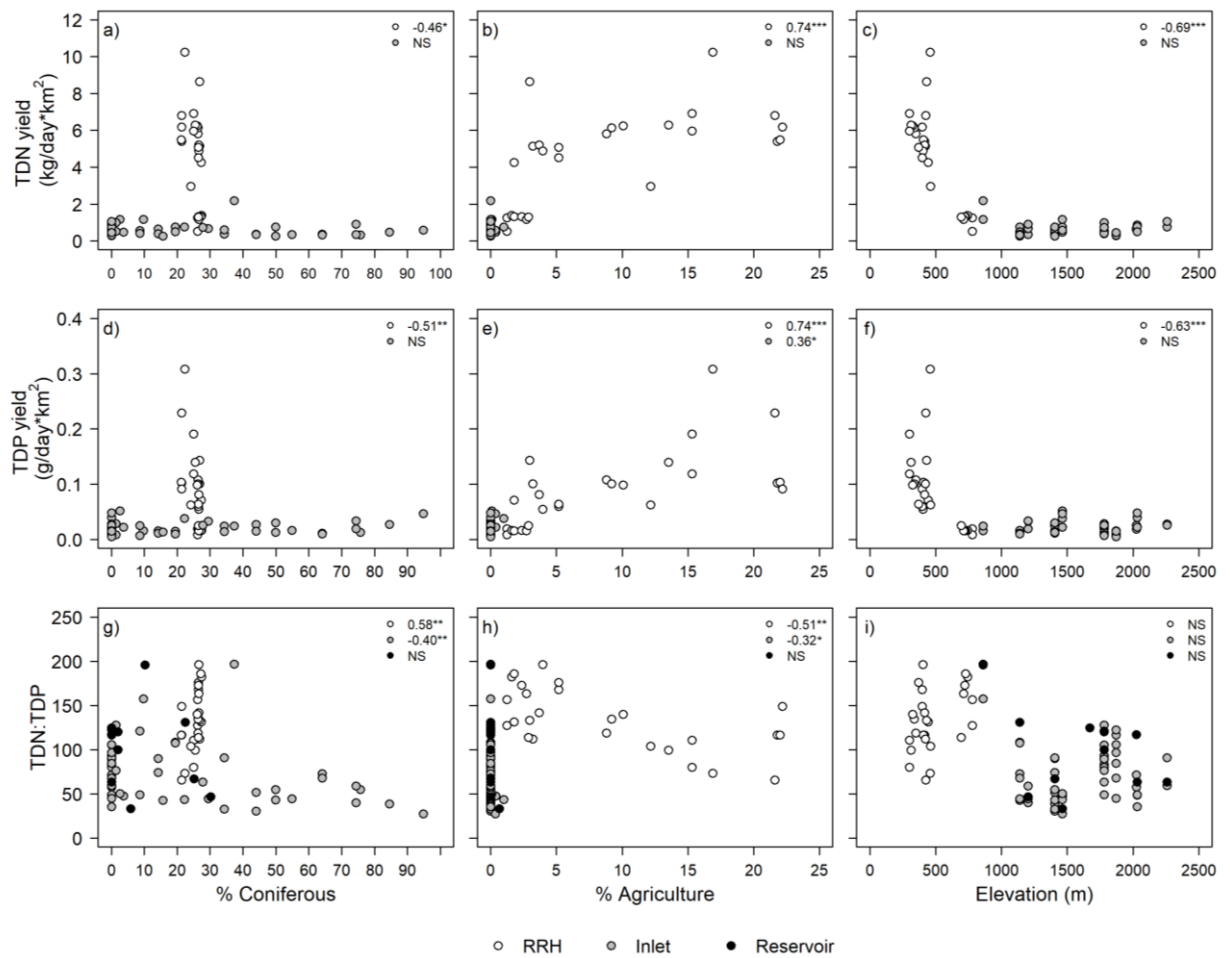 a)
-0.46*
NS
b)
0.74***
NS
c)
-0.69***
NS
TDN yield
(kg/day*km²)
12
10
8
6
4
2
0
0 10 20 30 40 50 60 70 80 90 100
0 5 10 15 20 25
0 500 1000 1500 2000 2500
d)
-0.51**
NS
e)
0.74***
0.36*
f)
-0.63***
NS
TDP yield
(g/day*km²)
0.4
0.3
0.2
0.1
0.0
0 10 20 30 40 50 60 70 80 90
0 5 10 15 20 25
0 500 1000 1500 2000 2500
g)
0.58**
-0.40**
NS
h)
-0.51**
-0.32*
NS
i)
NS
NS
NS
TDN:TDP
250
200
150
100
50
0
0 10 20 30 40 50 60 70 80 90
0 5 10 15 20 25
0 500 1000 1500 2000 2500
% Coniferous
% Agriculture
Elevation (m)
RRH Inlet Reservoir